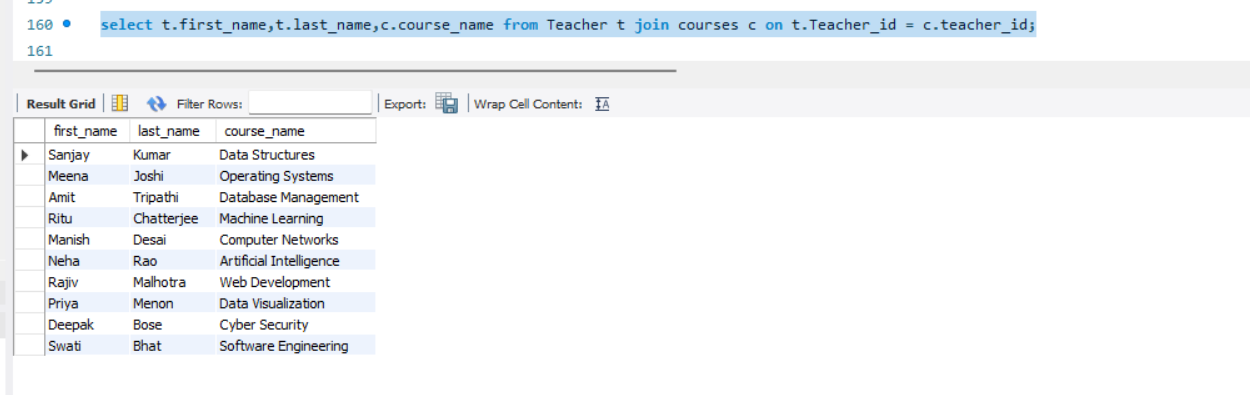 160 select t.first_name,t.last_name,c.course_name from Teacher t join courses c on t.Teacher_id = c.teacher_id;
161
Result Grid Filter Rows: Export: Wrap Cell Content: IA
first_name last_name course_name
Sanjay Kumar Data Structures
Meena Joshi Operating Systems
Amit Tripathi Database Management
Ritu Chatterjee Machine Learning
Manish Desai Computer Networks
Neha Rao Artificial Intelligence
Rajiv Malhotra Web Development
Priya Menon Data Visualization
Deepak Bose Cyber Security
Swati Bhat Software Engineering